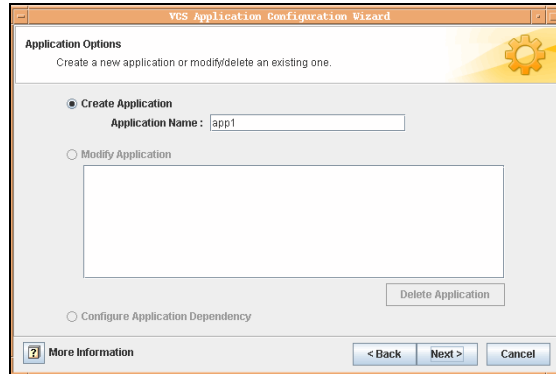 VCS Application Configuration Wizard
Application Options
Create a new application or modify/delete an existing one.
Create Application
Application Name : app1
Modify Application
Delete Application
Configure Application Dependency
? More Information
< Back Next > Cancel